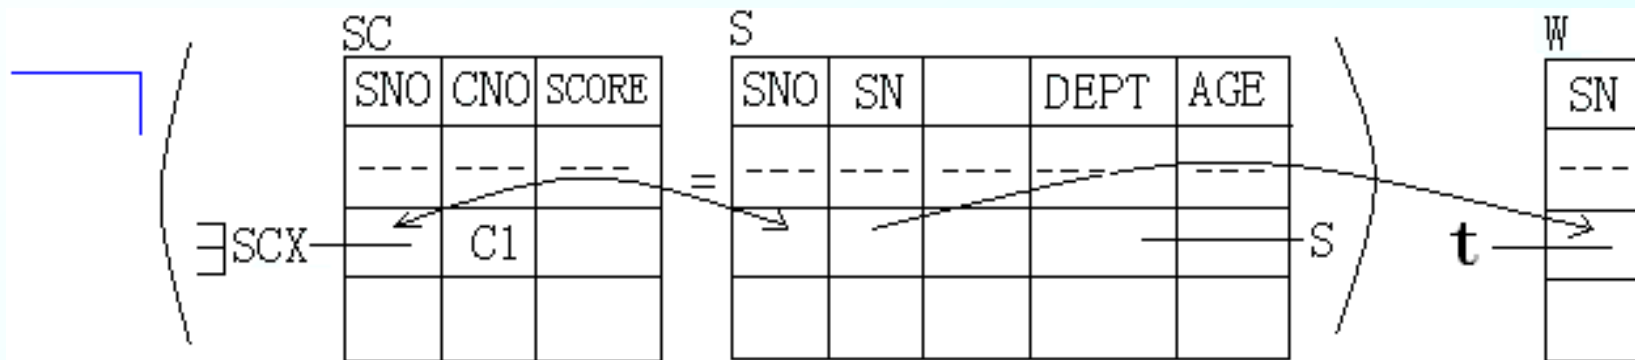 SC S W
SNO CNO SCORE SNO SN DEPT AGE SN
--- --- --- = --- --- --- --- --- ---
∃SCX C1 S t